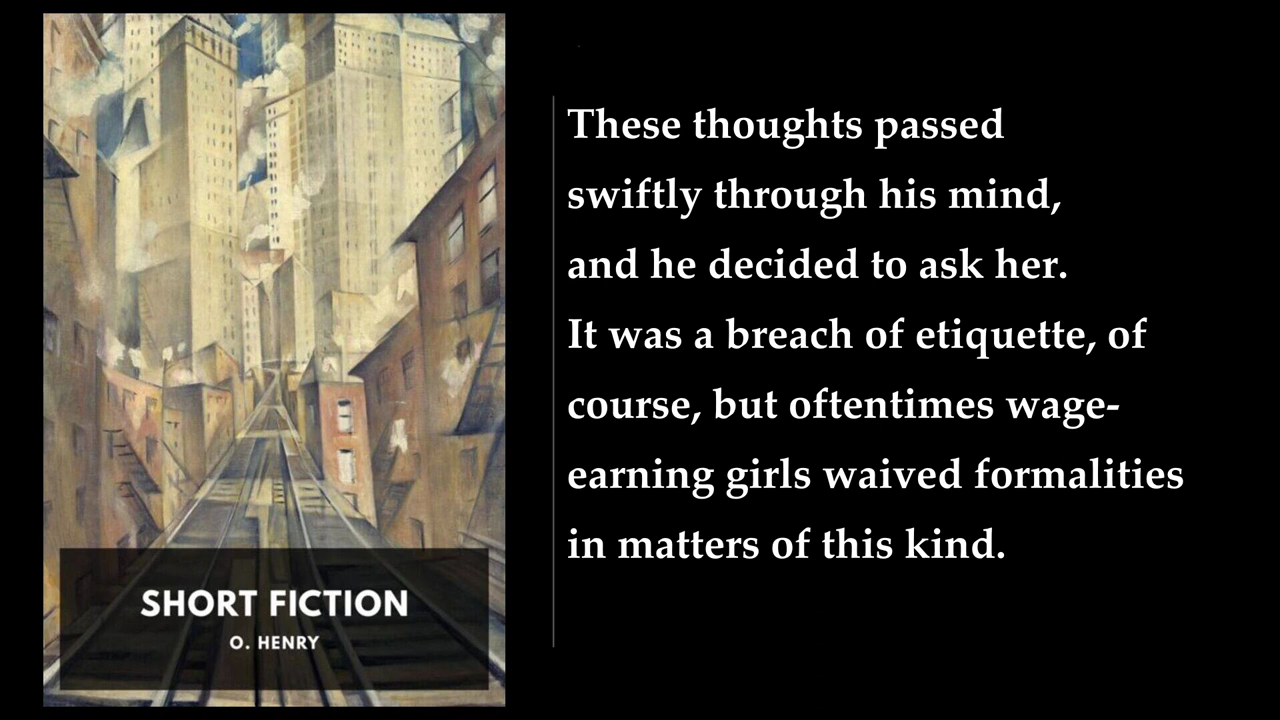 SHORT FICTION
O. HENRY
These thoughts passed
swiftly through his mind,
and he decided to ask her.
It was a breach of etiquette, of
course, but oftentimes wage-
earning girls waived formalities
in matters of this kind.